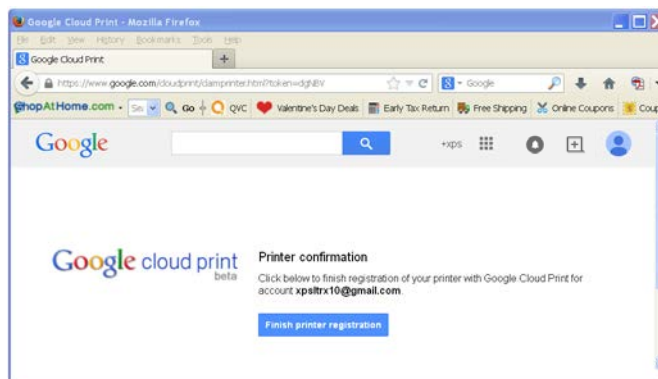 Google Cloud Print - Mozilla Firefox
File Edit View History Bookmarks Tools Help
Google Cloud Print
https://www.google.com/cloudprint/claimprinter.html?token=dgNBV
Google
ShopAtHome.com Go QVC Valentine's Day Deals Early Tax Return Free Shipping Online Coupons Coup
Google +xps
Google cloud print
beta
Printer confirmation
Click below to finish registration of your printer with Google Cloud Print for
account xpsltrx10@gmail.com.
Finish printer registration